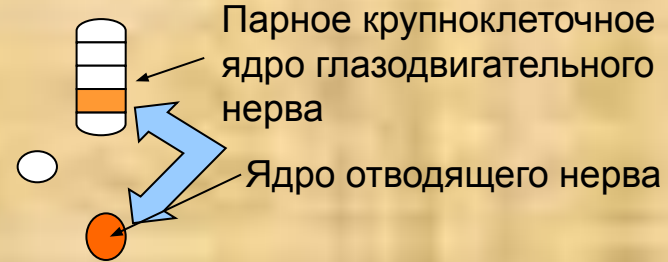 Парное крупноклеточное
ядро глазодвигательного
нерва
Ядро отводящего нерва